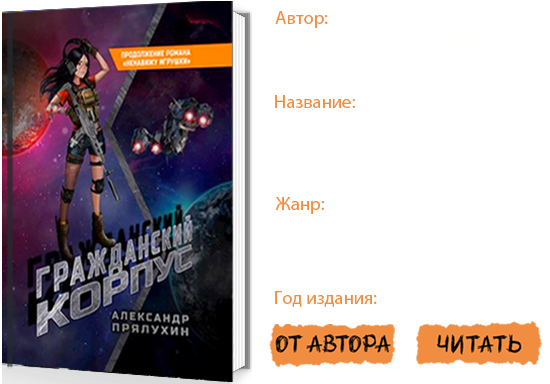 ПРОДОЛЖЕНИЕ РОМАНА
«НЕНАВИЖУ ИГРУШКИ»
ГРАЖДАНСКИЙ
КОРПУС
АЛЕКСАНДР
ПРЯЛУХИН
Автор:
Название:
Жанр:
Год издания:
ОТ АВТОРА
ЧИТАТЬ